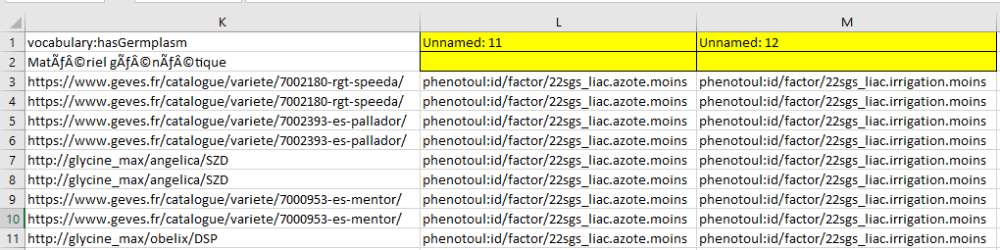 K L M
1 vocabulary:hasGermplasm Unnamed: 11 Unnamed: 12
2 MatÃƒÂ©riel gÃƒÂ©nÃƒÂ©tique
3 https://www.geves.fr/catalogue/variete/7002180-rgt-speeda/ phenotoul:id/factor/22sgs_liac.azote.moins phenotoul:id/factor/22sgs_liac.irrigation.moins
4 https://www.geves.fr/catalogue/variete/7002180-rgt-speeda/ phenotoul:id/factor/22sgs_liac.azote.moins phenotoul:id/factor/22sgs_liac.irrigation.moins
5 https://www.geves.fr/catalogue/variete/7002393-es-pallador/ phenotoul:id/factor/22sgs_liac.azote.moins phenotoul:id/factor/22sgs_liac.irrigation.moins
6 https://www.geves.fr/catalogue/variete/7002393-es-pallador/ phenotoul:id/factor/22sgs_liac.azote.moins phenotoul:id/factor/22sgs_liac.irrigation.moins
7 http://glycine_max/angelica/SZD phenotoul:id/factor/22sgs_liac.azote.moins phenotoul:id/factor/22sgs_liac.irrigation.moins
8 http://glycine_max/angelica/SZD phenotoul:id/factor/22sgs_liac.azote.moins phenotoul:id/factor/22sgs_liac.irrigation.moins
9 https://www.geves.fr/catalogue/variete/7000953-es-mentor/ phenotoul:id/factor/22sgs_liac.azote.moins phenotoul:id/factor/22sgs_liac.irrigation.moins
10 https://www.geves.fr/catalogue/variete/7000953-es-mentor/ phenotoul:id/factor/22sgs_liac.azote.moins phenotoul:id/factor/22sgs_liac.irrigation.moins
11 http://glycine_max/obelix/DSP phenotoul:id/factor/22sgs_liac.azote.moins phenotoul:id/factor/22sgs_liac.irrigation.moins